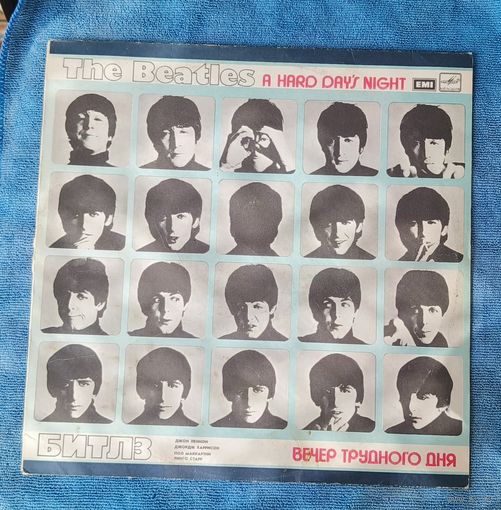 The Beatles A HARD DAY'S NIGHT EMI
БИТЛЗ
ДЖОН ЛЕННОН
ДЖОРДЖ ХАРРИСОН
ПОЛ МАККАРТНИ
РИНГО СТАРР
ВЕЧЕР ТРУДНОГО ДНЯ